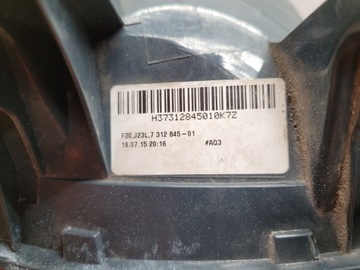 H37312845010K7Z
F30,J23L,7 312 845-01
18.07.15 20:16 #AQ3